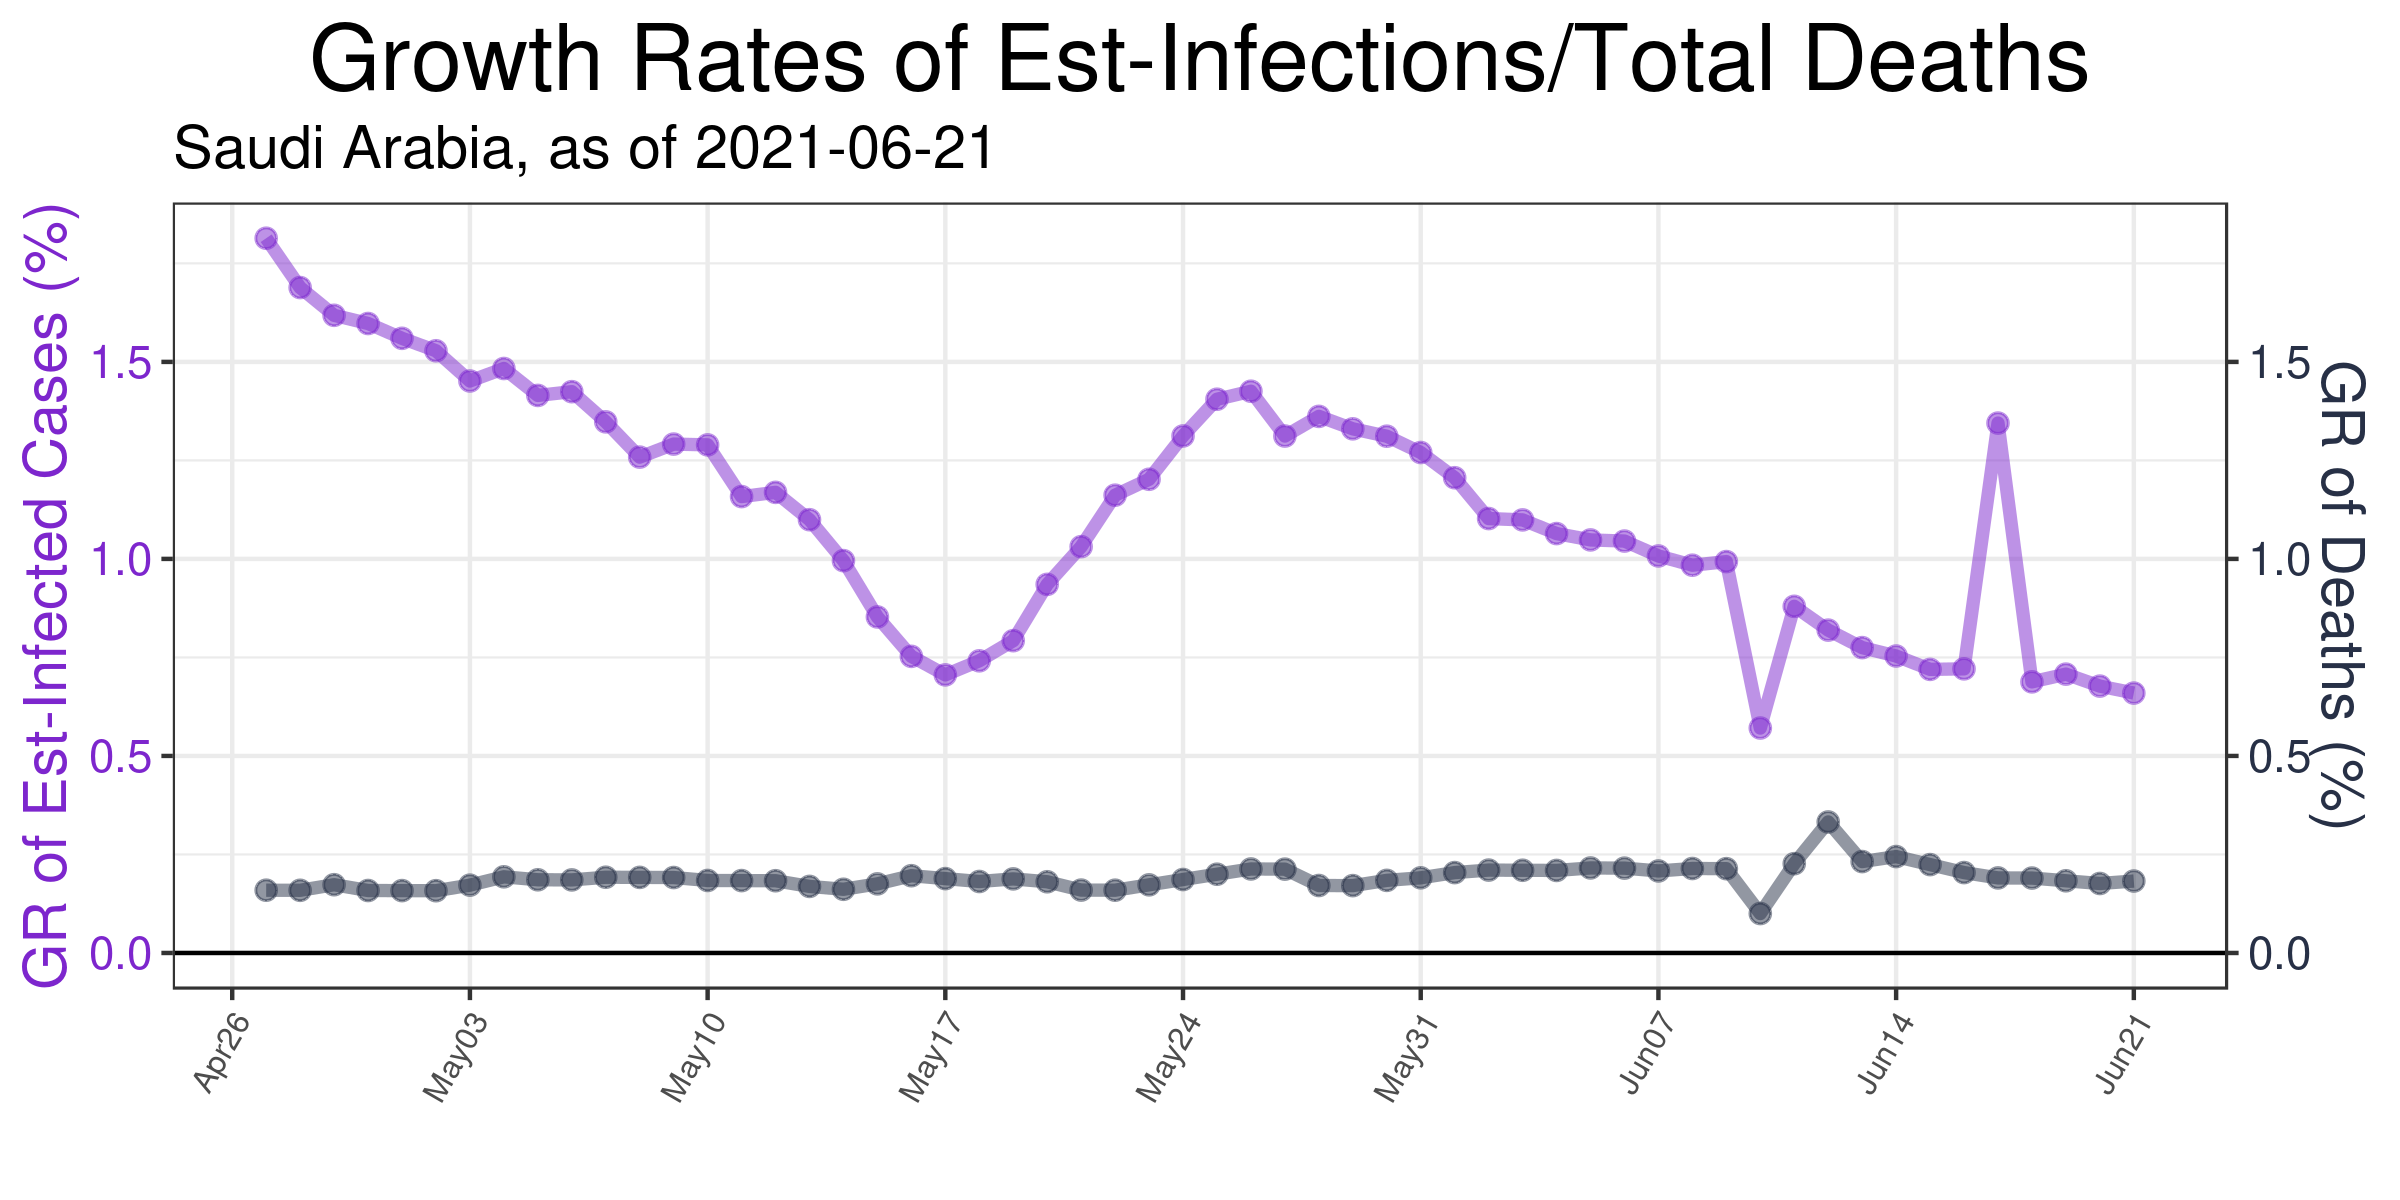 Growth Rates of Est-Infections/Total Deaths
Saudi Arabia, as of 2021-06-21
GR of Est-Infected Cases (%)
1.5
1.0
0.5
0.0
1.5
1.0
0.5
0.0
GR of Deaths (%)
Apr26
May03
May10
May17
May24
May31
Jun07
Jun14
Jun21